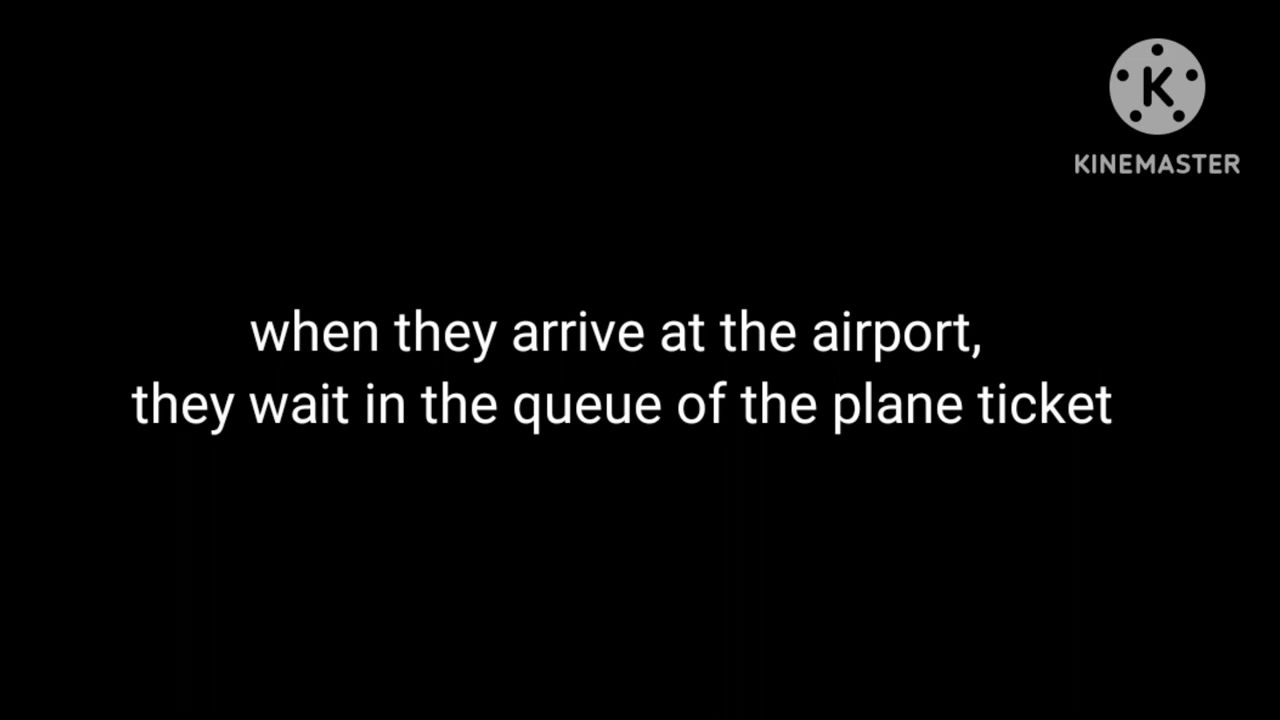 K
KINEMASTER
when they arrive at the airport,
they wait in the queue of the plane ticket